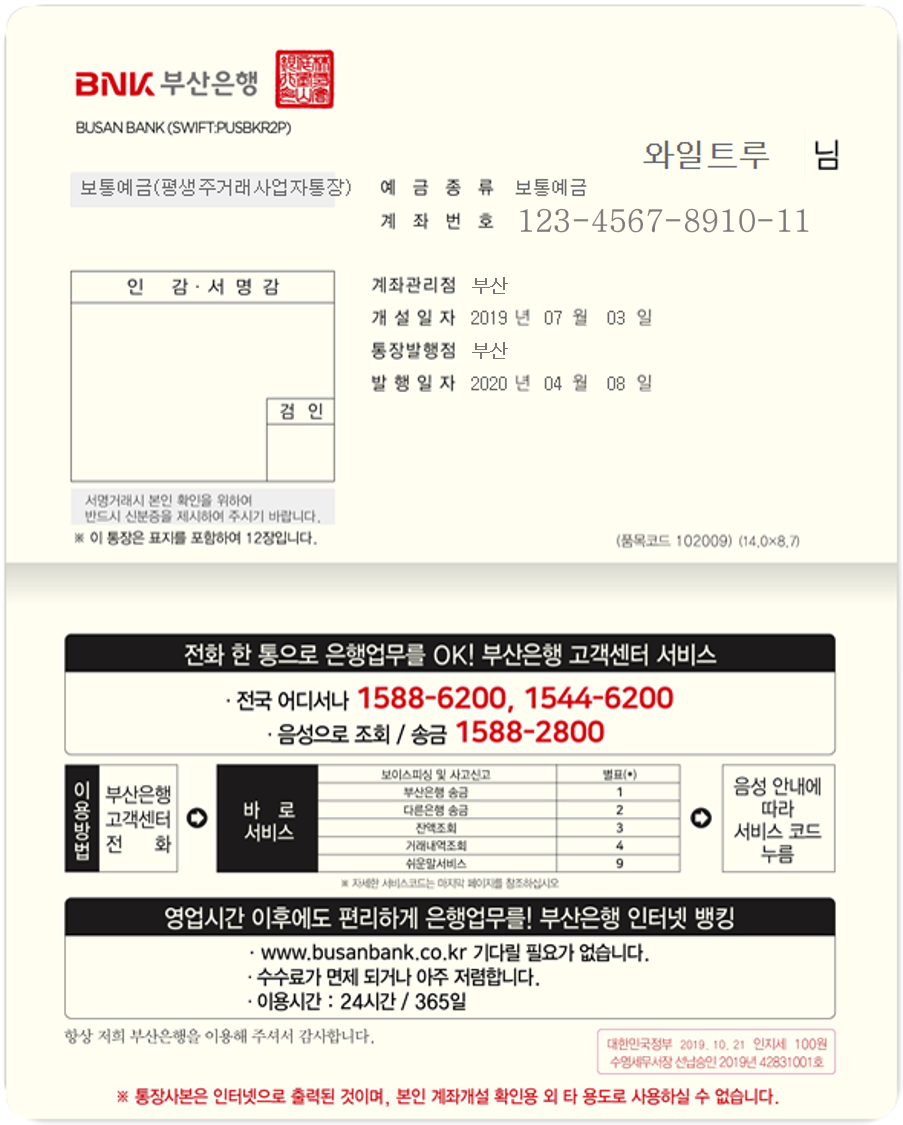 BNK 부산은행
BUSAN BANK (SWIFT:PUSBKR2P)
와일트루 님
보통예금(평생주거래사업자통장) 예 금 종 류 보통예금
계 좌 번 호 123-4567-8910-11
인 감 · 서 명 감
계좌관리점 부산
개 설 일 자 2019 년 07 월 03 일
통장발행점 부산
발 행 일 자 2020 년 04 월 08 일
검 인
서명거래시 본인 확인을 위하여
반드시 신분증을 제시하여 주시기 바랍니다.
※ 이 통장은 표지를 포함하여 12장입니다.
(품목코드 102009) (14.0×8.7)
전화 한 통으로 은행업무를 OK! 부산은행 고객센터 서비스
· 전국 어디서나 1588-6200, 1544-6200
· 음성으로 조회 / 송금 1588-2800
이용방법
부산은행
고객센터
전 화
바 로
서비스
보이스피싱 및 사고신고 별표(*)
부산은행 송금 1
다른은행 송금 2
잔액조회 3
거래내역조회 4
쉬운말서비스 9
음성 안내에
따라
서비스 코드
누름
※ 자세한 서비스코드는 마지막 페이지를 참조하십시오
영업시간 이후에도 편리하게 은행업무를! 부산은행 인터넷 뱅킹
· www.busanbank.co.kr 기다릴 필요가 없습니다.
· 수수료가 면제 되거나 아주 저렴합니다.
· 이용시간 : 24시간 / 365일
항상 저희 부산은행을 이용해 주셔서 감사합니다.
대한민국정부 2019. 10. 21 인지세 100원
수영세무서장 선납승인 2019년 42831001호
※ 통장사본은 인터넷으로 출력된 것이며, 본인 계좌개설 확인용 외 타 용도로 사용하실 수 없습니다.